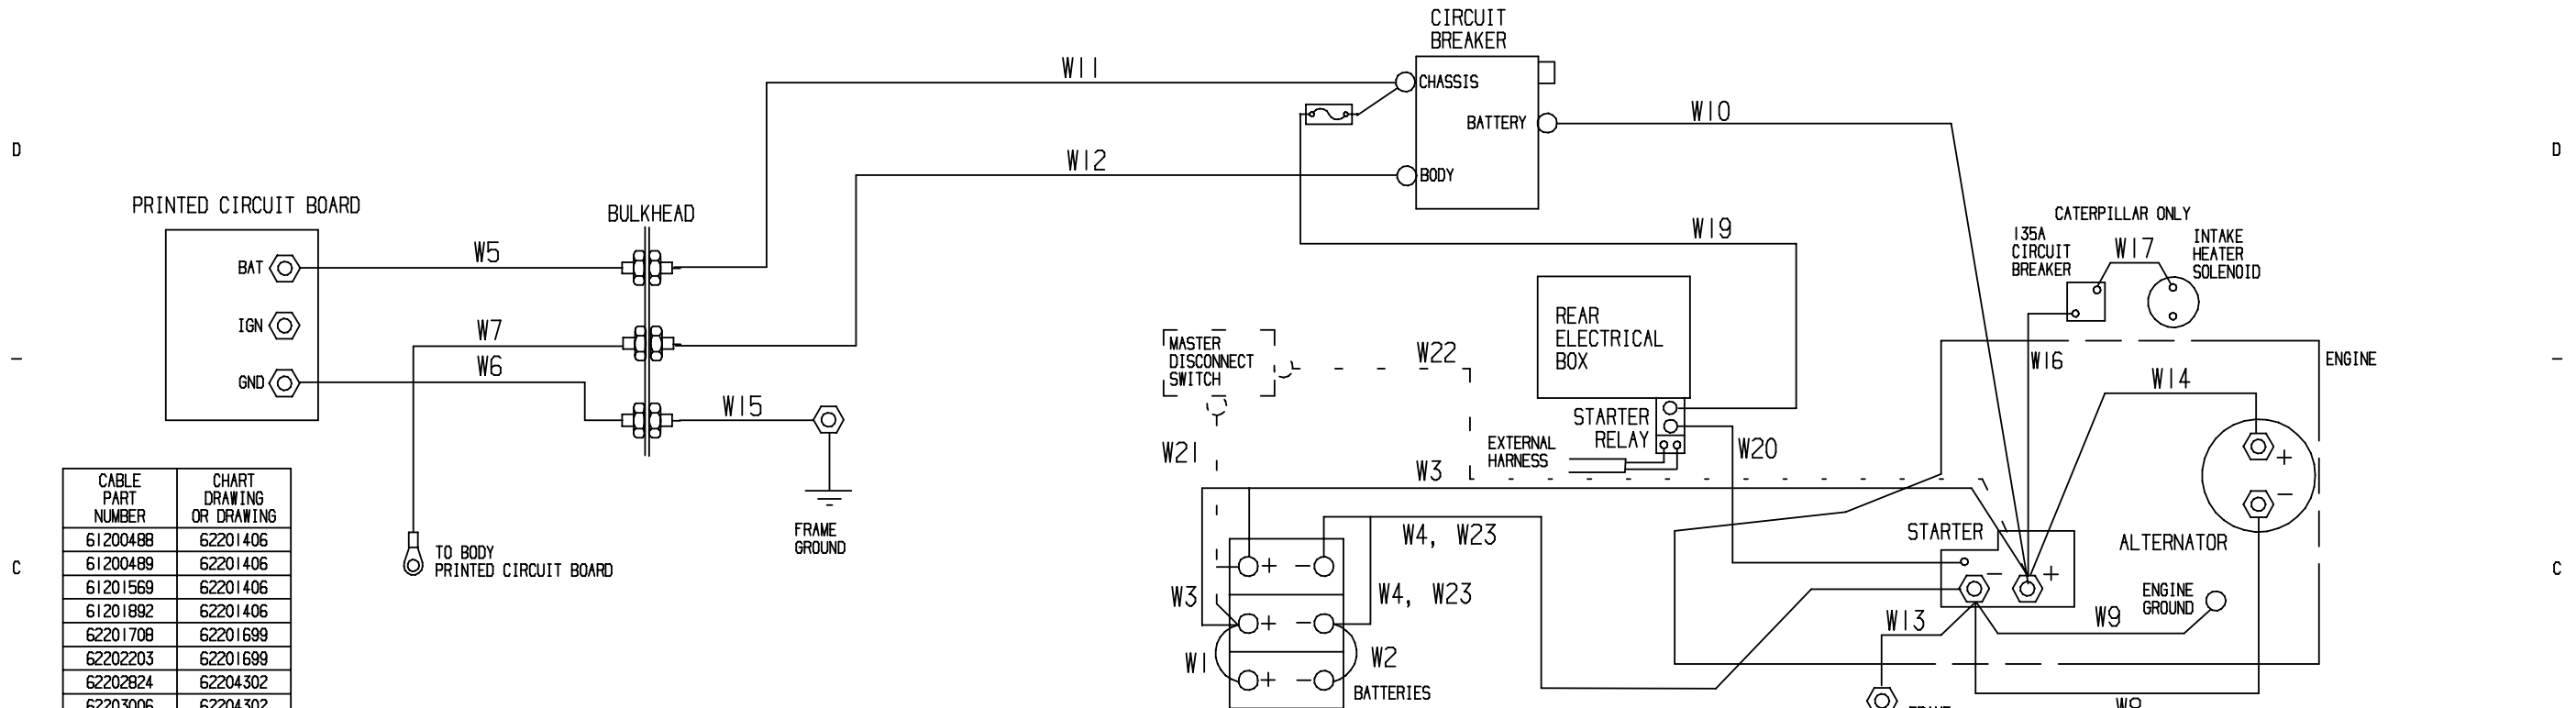 CIRCUIT
BREAKER
W11
CHASSIS
W10
BATTERY
D
D
W12
BODY
PRINTED CIRCUIT BOARD
BULKHEAD
CATERPILLAR ONLY
W19
135A
CIRCUIT
BREAKER
W17
INTAKE
HEATER
SOLENOID
W5
BAT
IGN
W7
REAR
ELECTRICAL
BOX
MASTER
DISCONNECT
SWITCH
W22
W6
W16
ENGINE
GND
W14
W15
STARTER
RELAY
EXTERNAL
HARNESS
W20
W21
W3
+
-
CABLE
PART
NUMBER
CHART
DRAWING
OR DRAWING
61200488 62201406
61200489 62201406
61201569 62201406
61201892 62201406
62201708 62201699
62202203 62201699
62202824 62204302
62203006 62204302
FRAME
GROUND
TO BODY
PRINTED CIRCUIT BOARD
W4, W23
STARTER
ALTERNATOR
C
C
+ -
- +
W3
W4, W23
ENGINE
GROUND
+ -
W13
W9
W1
W2
+ -
BATTERIES